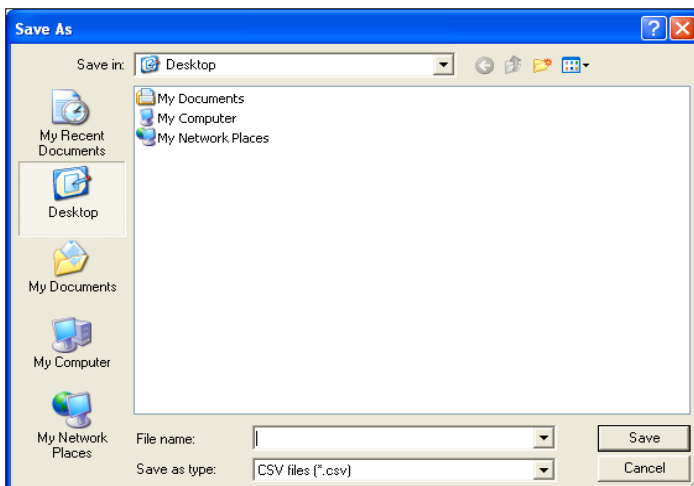 Save As
Save in:
Desktop
My Recent
Documents
Desktop
My Documents
My Computer
My Network
Places
My Documents
My Computer
My Network Places
File name:
Save
Save as type:
CSV files (*.csv)
Cancel